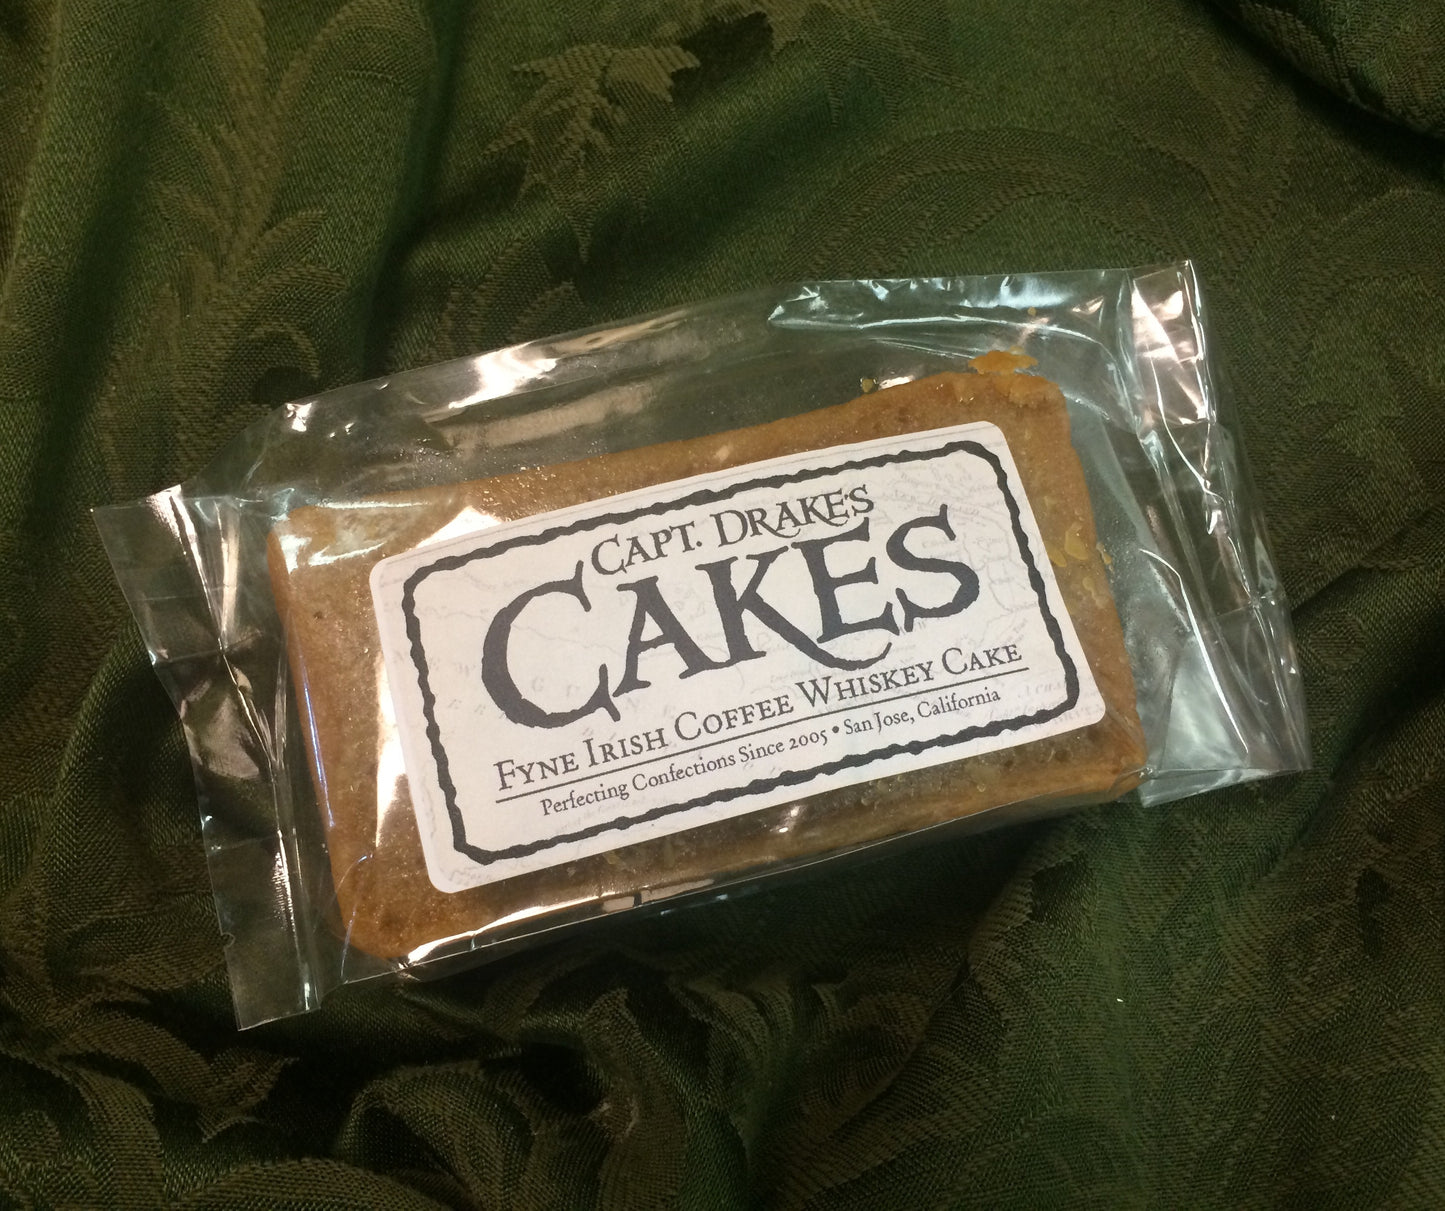 CAPT. DRAKE'S
CAKES
FYNE IRISH COFFEE WHISKEY CAKE
Perfecting Confections Since 2005 • San Jose, California